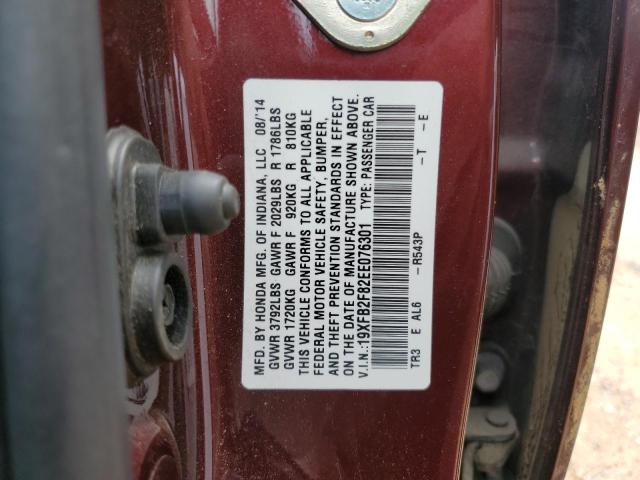 MFD. BY HONDA MFG. OF INDIANA, LLC 08/'14
GVWR 3792LBS GAWR F 2029LBS R 1786LBS
GVWR 1720KG GAWR F 920KG R 810KG
THIS VEHICLE CONFORMS TO ALL APPLICABLE
FEDERAL MOTOR VEHICLE SAFETY, BUMPER,
AND THEFT PREVENTION STANDARDS IN EFFECT
ON THE DATE OF MANUFACTURE SHOWN ABOVE.
V.I.N.: 19XFB2F82EE076301 TYPE: PASSENGER CAR
TR3 E AL6 - R543P - T - E